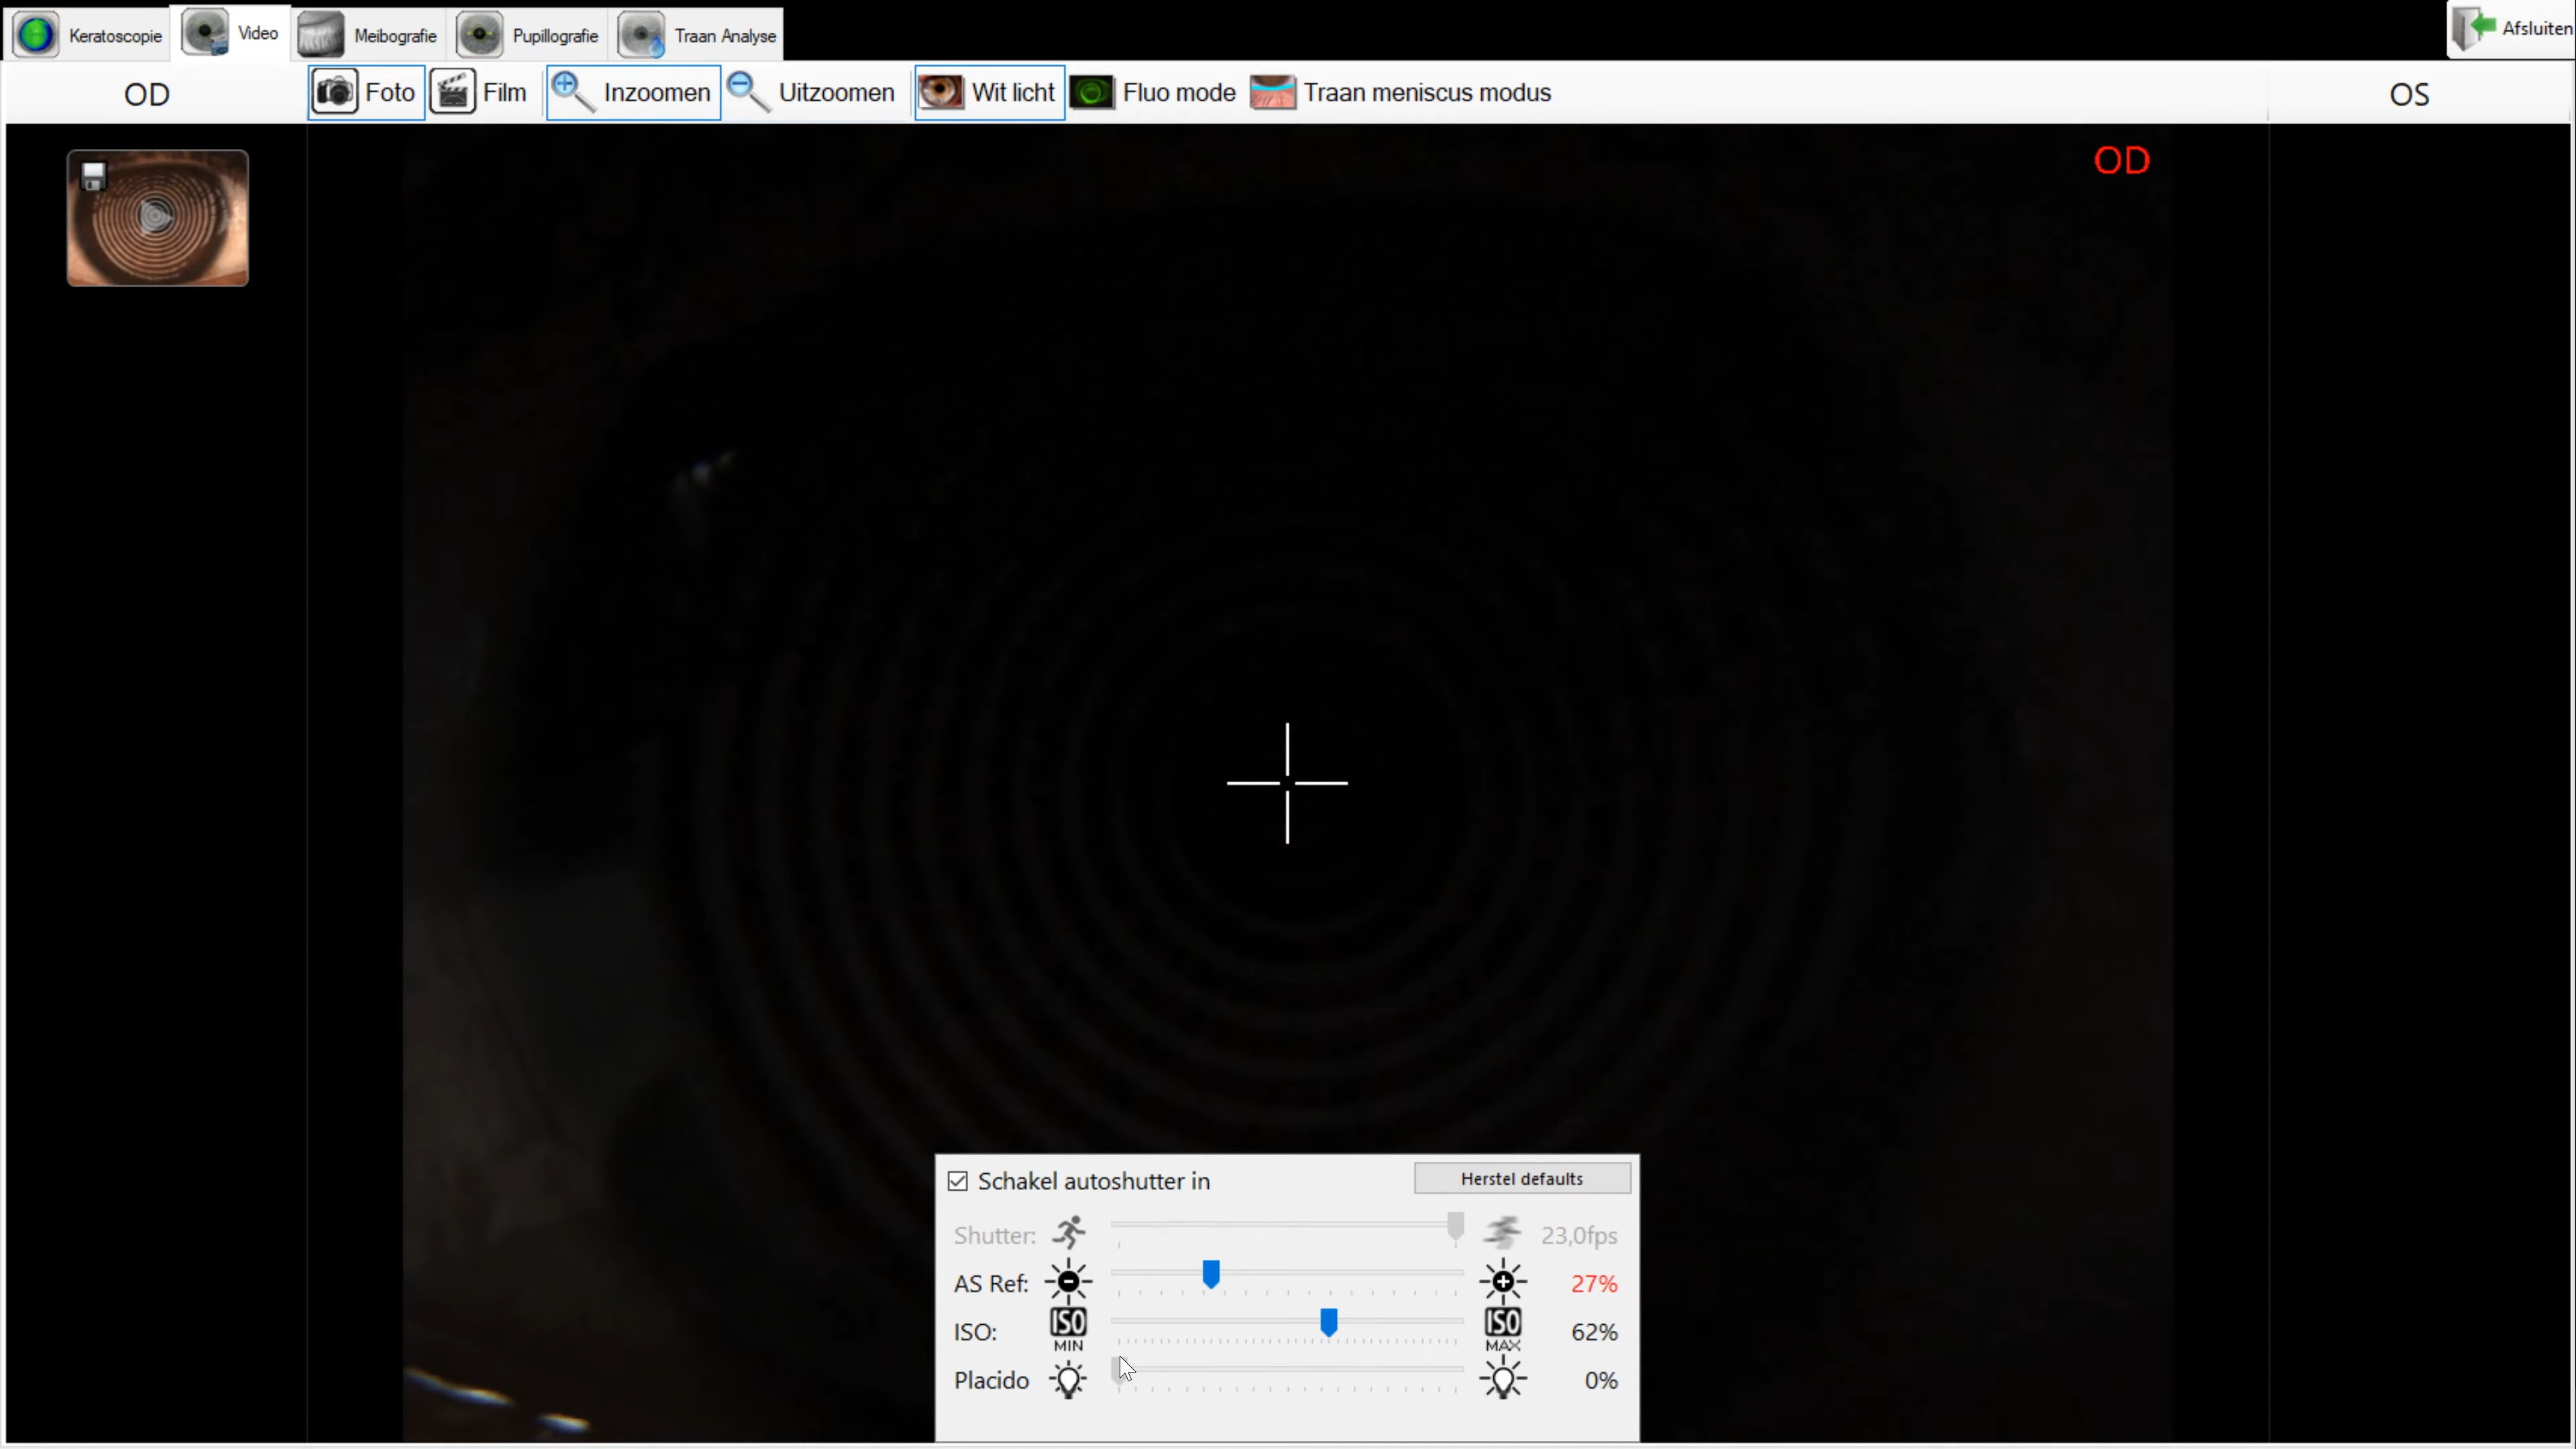 Keratoscopie Video Meibografie Pupillografie Traan Analyse Afsluiten
OD Foto Film Inzoomen Uitzoomen Wit licht Fluo mode Traan meniscus modus OS
OD
Schakel autoshutter in Herstel defaults
Shutter: 23,0fps
AS Ref: 27%
ISO: ISO MIN ISO MAX 62%
Placido 0%